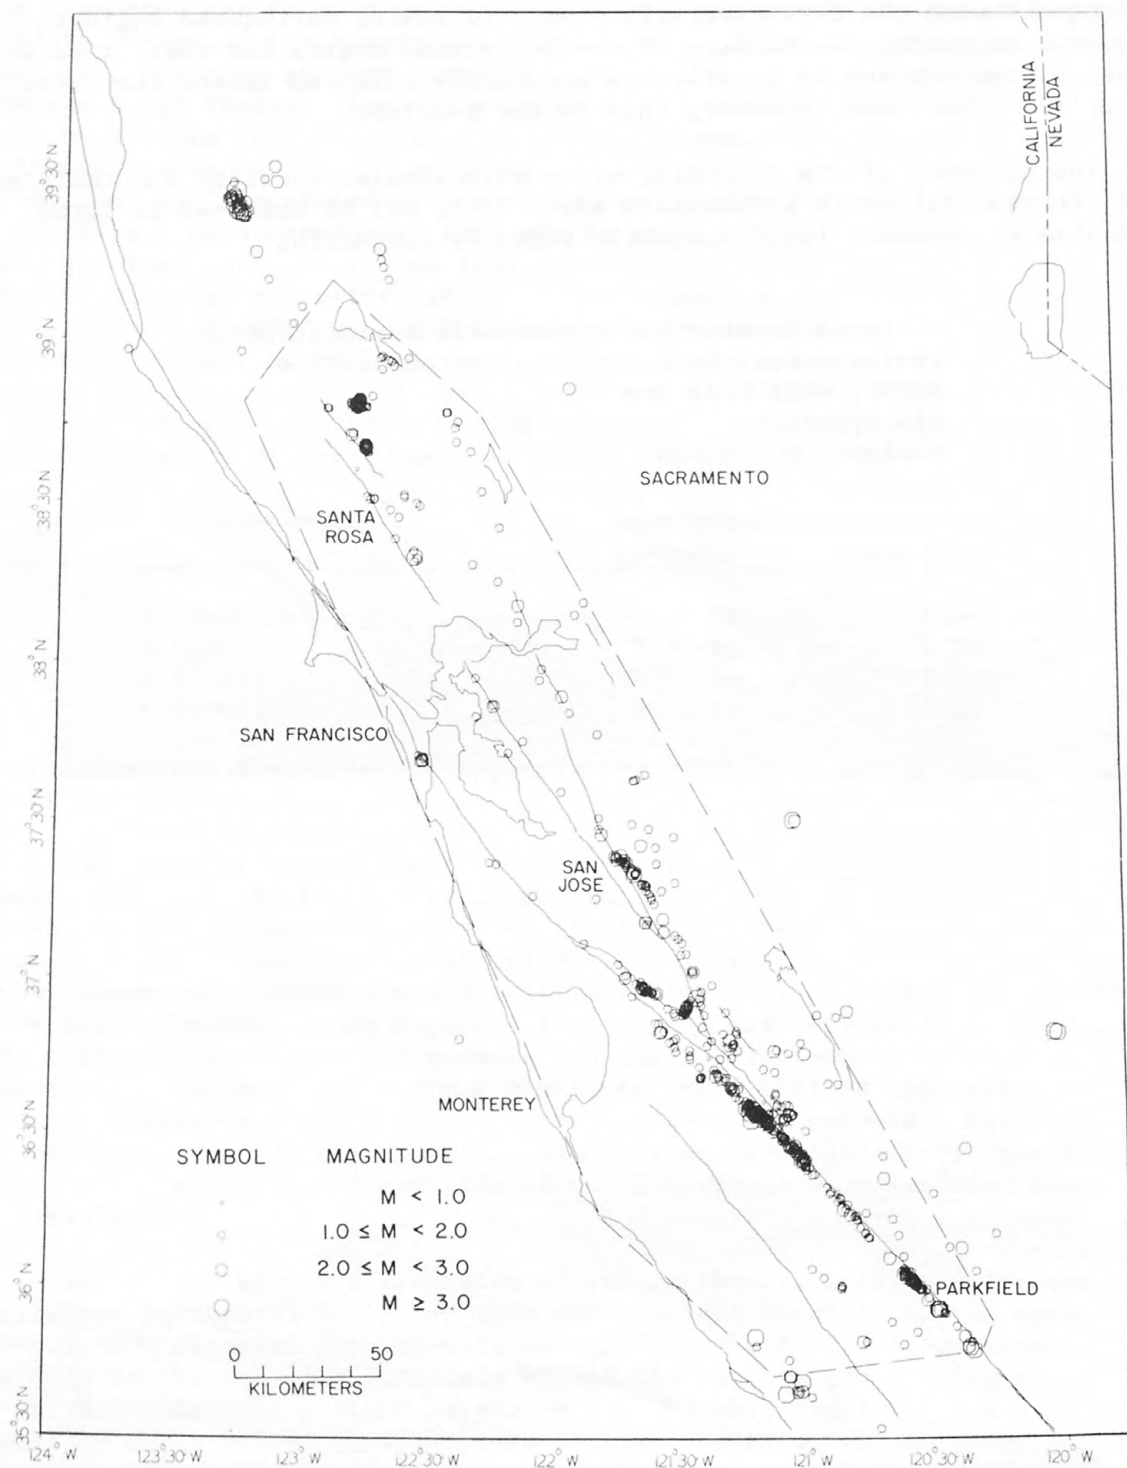 CALIFORNIA
NEVADA
39°30'N
39°N
38°30'N
38°N
37°30'N
37°N
36°30'N
36°N
35°30'N
SACRAMENTO
SANTA
ROSA
SAN FRANCISCO
SAN
JOSE
MONTEREY
PARKFIELD
SYMBOL MAGNITUDE
M < 1.0
1.0 ≤ M < 2.0
2.0 ≤ M < 3.0
M ≥ 3.0
0 50
KILOMETERS
124°W 123°30'W 123°W 122°30'W 122°W 121°30'W 121°W 120°30'W 120°W